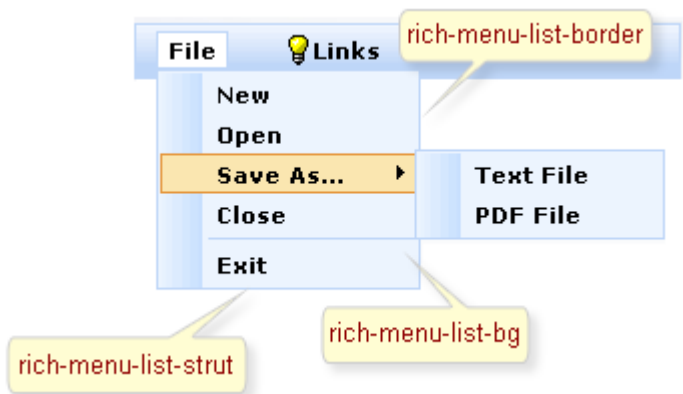 File
Links
rich-menu-list-border
New
Open
Save As...
Text File
Close
PDF File
Exit
rich-menu-list-bg
rich-menu-list-strut